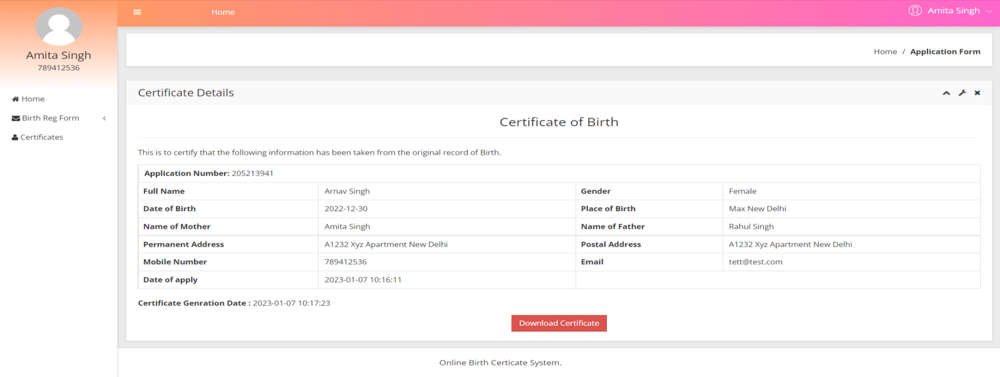 Amita Singh
789412536
Home
Birth Reg Form
Certificates
Home
Amita Singh
Home / Application Form
Certificate Details
Certificate of Birth
This is to certify that the following information has been taken from the original record of Birth.
Application Number: 205213941
Full Name Arnav Singh Gender Female
Date of Birth 2022-12-30 Place of Birth Max New Delhi
Name of Mother Amita Singh Name of Father Rahul Singh
Permanent Address A1232 Xyz Apartment New Delhi Postal Address A1232 Xyz Apartment New Delhi
Mobile Number 789412536 Email tett@test.com
Date of apply 2023-01-07 10:16:11
Certificate Genration Date : 2023-01-07 10:17:23
Download Certificate
Online Birth Certicate System.